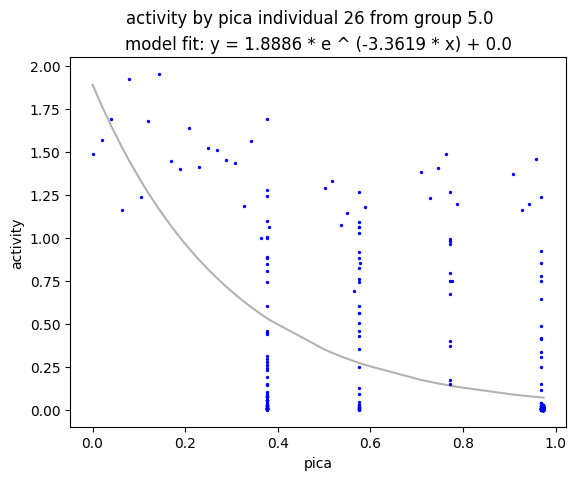 activity by pica individual 26 from group 5.0
model fit: y = 1.8886 * e ^ (-3.3619 * x) + 0.0
2.00
1.75
1.50
1.25
1.00
0.75
0.50
0.25
0.00
activity
0.0 0.2 0.4 0.6 0.8 1.0
pica